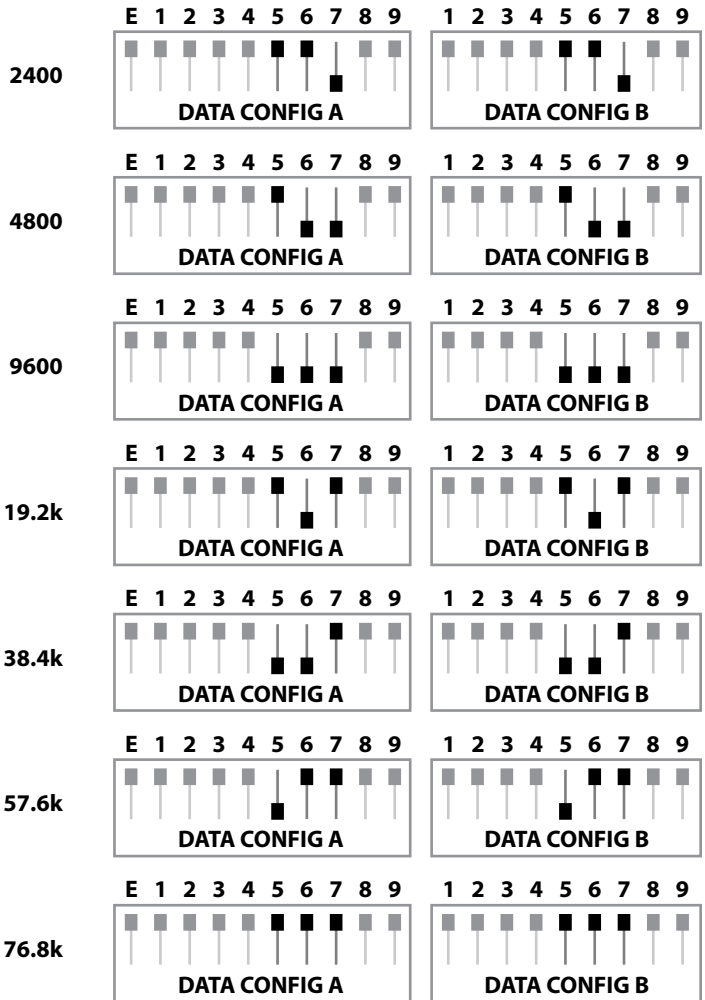 E 1 2 3 4 5 6 7 8 9 1 2 3 4 5 6 7 8 9
2400
DATA CONFIG A DATA CONFIG B
E 1 2 3 4 5 6 7 8 9 1 2 3 4 5 6 7 8 9
4800
DATA CONFIG A DATA CONFIG B
E 1 2 3 4 5 6 7 8 9 1 2 3 4 5 6 7 8 9
9600
DATA CONFIG A DATA CONFIG B
E 1 2 3 4 5 6 7 8 9 1 2 3 4 5 6 7 8 9
19.2k
DATA CONFIG A DATA CONFIG B
E 1 2 3 4 5 6 7 8 9 1 2 3 4 5 6 7 8 9
38.4k
DATA CONFIG A DATA CONFIG B
E 1 2 3 4 5 6 7 8 9 1 2 3 4 5 6 7 8 9
57.6k
DATA CONFIG A DATA CONFIG B
E 1 2 3 4 5 6 7 8 9 1 2 3 4 5 6 7 8 9
76.8k
DATA CONFIG A DATA CONFIG B